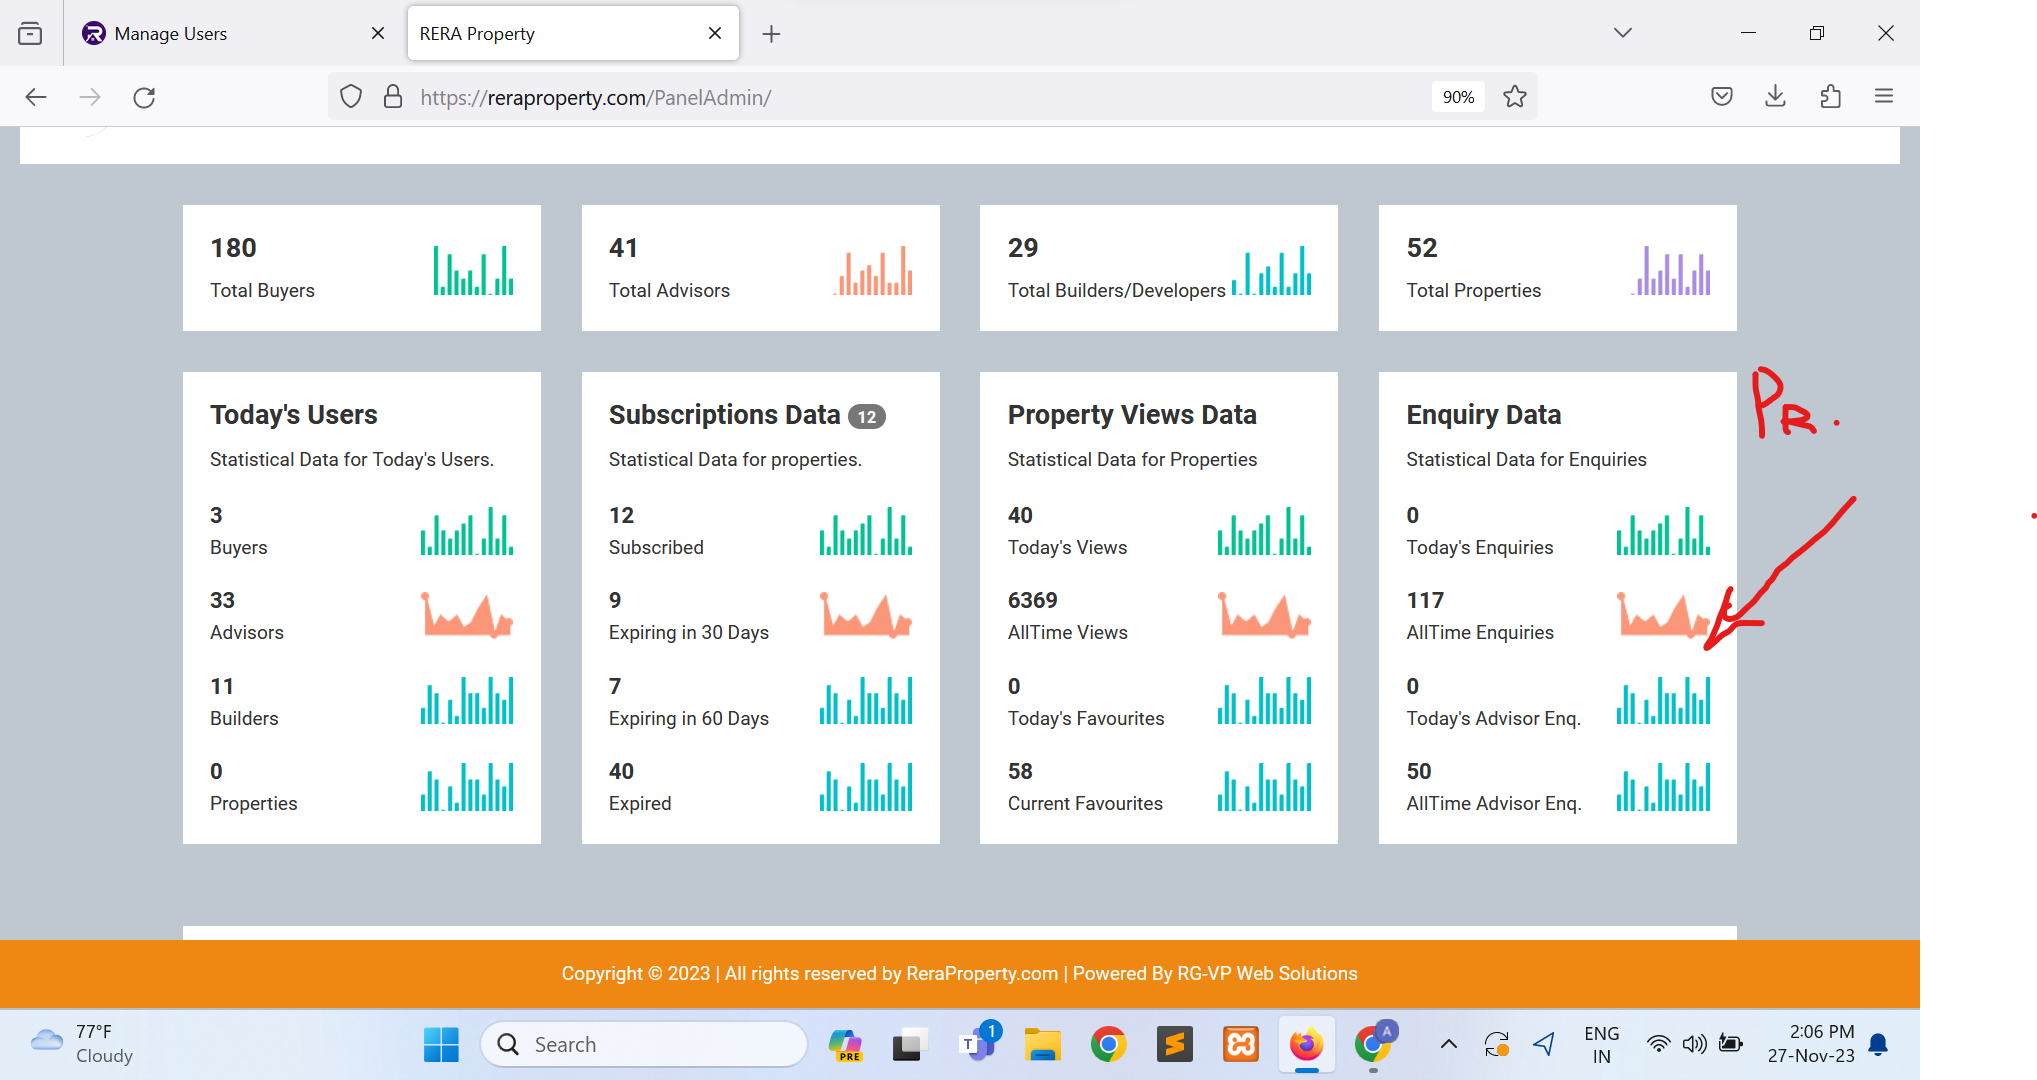 Manage Users
RERA Property
https://reraproperty.com/PanelAdmin/
90%
180
Total Buyers
41
Total Advisors
29
Total Builders/Developers
52
Total Properties
Today's Users
Statistical Data for Today's Users.
3
Buyers
33
Advisors
11
Builders
0
Properties
Subscriptions Data 12
Statistical Data for properties.
12
Subscribed
9
Expiring in 30 Days
7
Expiring in 60 Days
40
Expired
Property Views Data
Statistical Data for Properties
40
Today's Views
6369
AllTime Views
0
Today's Favourites
58
Current Favourites
Enquiry Data
Statistical Data for Enquiries
0
Today's Enquiries
117
AllTime Enquiries
0
Today's Advisor Enq.
50
AllTime Advisor Enq.
PR.
Copyright © 2023 | All rights reserved by ReraProperty.com | Powered By RG-VP Web Solutions
77°F
Cloudy
Search
PRE
T
1
A
ENG
IN
2:06 PM
27-Nov-23